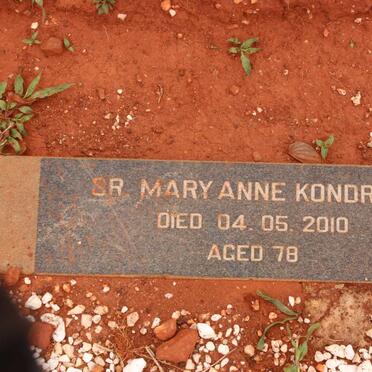 SR. MARY ANNE KONDR
DIED 04.05.2010
AGED 78